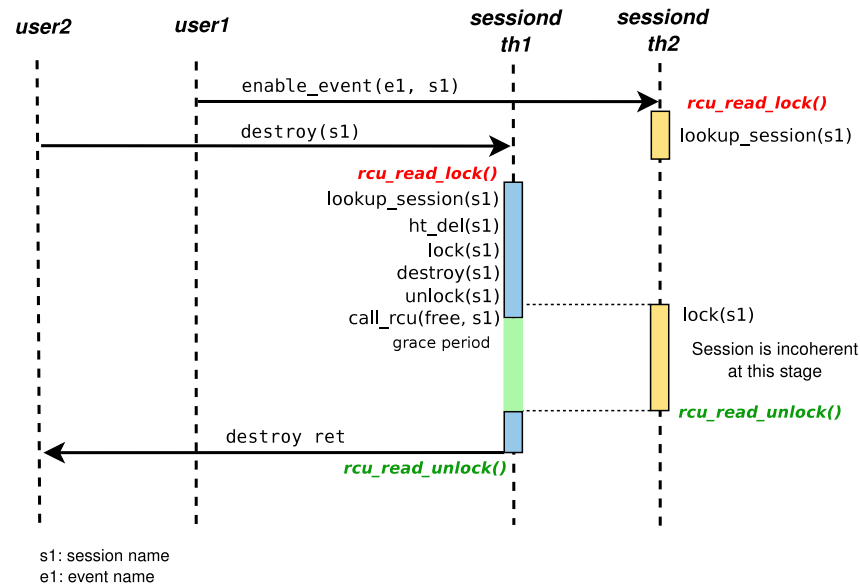 user2
user1
sessiond
th1
sessiond
th2
enable_event(e1, s1)
rcu_read_lock()
destroy(s1)
lookup_session(s1)
rcu_read_lock()
lookup_session(s1)
ht_del(s1)
lock(s1)
destroy(s1)
unlock(s1)
call_rcu(free, s1)
lock(s1)
grace period
Session is incoherent
at this stage
rcu_read_unlock()
destroy ret
rcu_read_unlock()
s1: session name
e1: event name